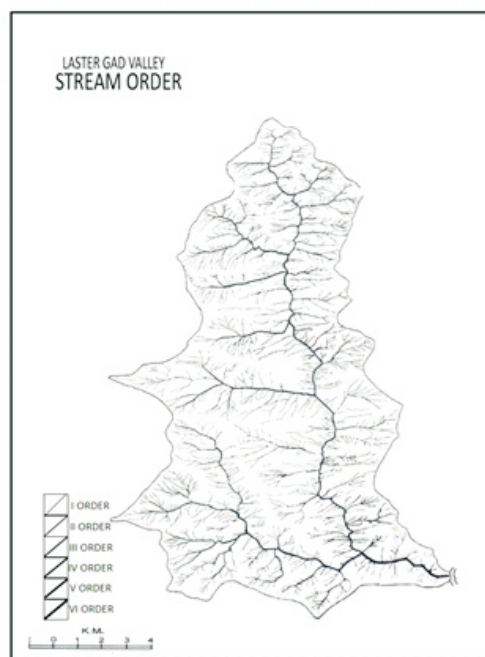 LASTER GAD VALLEY
STREAM ORDER
I ORDER
II ORDER
III ORDER
IV ORDER
V ORDER
VI ORDER
K.M.
1 0 1 2 3 4